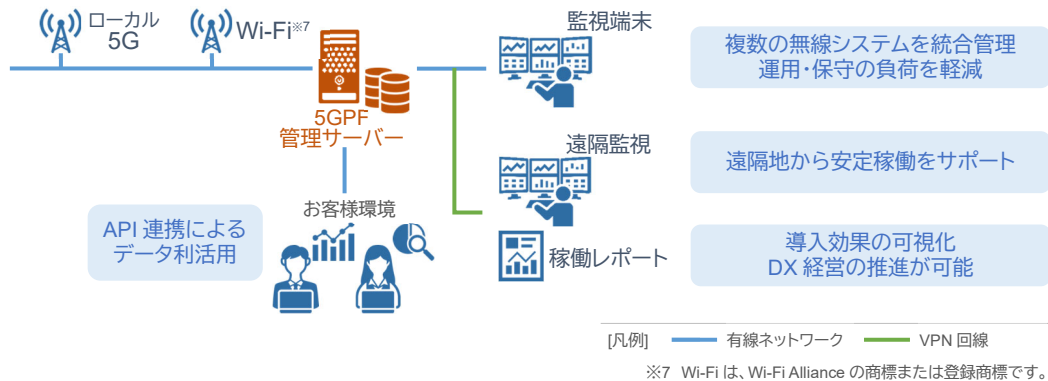 ローカル
5G
Wi-Fi※7
監視端末
複数の無線システムを統合管理
運用・保守の負荷を軽減
5GPF
管理サーバー
遠隔監視
遠隔地から安定稼働をサポート
お客様環境
API 連携による
データ利活用
稼働レポート
導入効果の可視化
DX 経営の推進が可能
[凡例] 有線ネットワーク VPN 回線
※7 Wi-Fi は、Wi-Fi Alliance の商標または登録商標です。